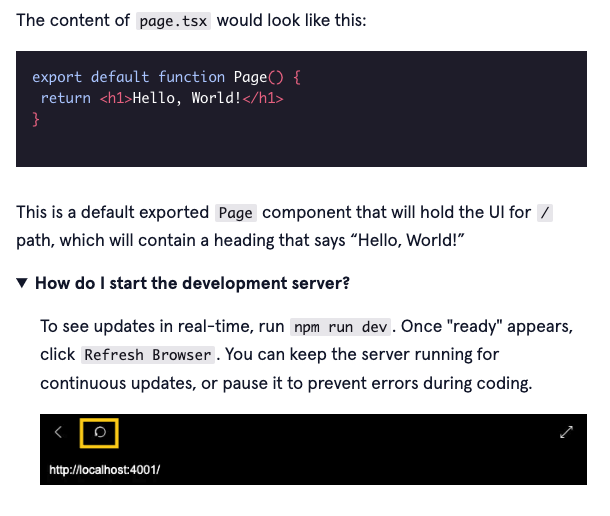 The content of page.tsx would look like this:
export default function Page() {
 return <h1>Hello, World!</h1>
}
This is a default exported Page component that will hold the UI for /
path, which will contain a heading that says “Hello, World!”
▼ How do I start the development server?
To see updates in real-time, run npm run dev. Once "ready" appears,
click Refresh Browser. You can keep the server running for
continuous updates, or pause it to prevent errors during coding.
http://localhost:4001/